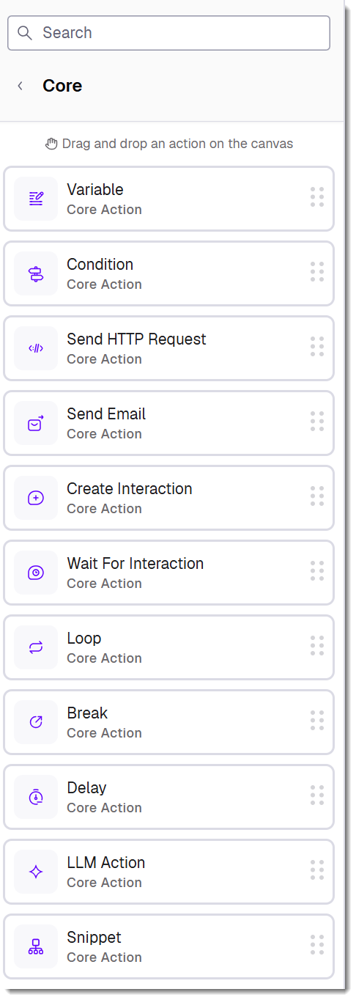 Search
Core
Drag and drop an action on the canvas
Variable
Core Action
Condition
Core Action
Send HTTP Request
Core Action
Send Email
Core Action
Create Interaction
Core Action
Wait For Interaction
Core Action
Loop
Core Action
Break
Core Action
Delay
Core Action
LLM Action
Core Action
Snippet
Core Action